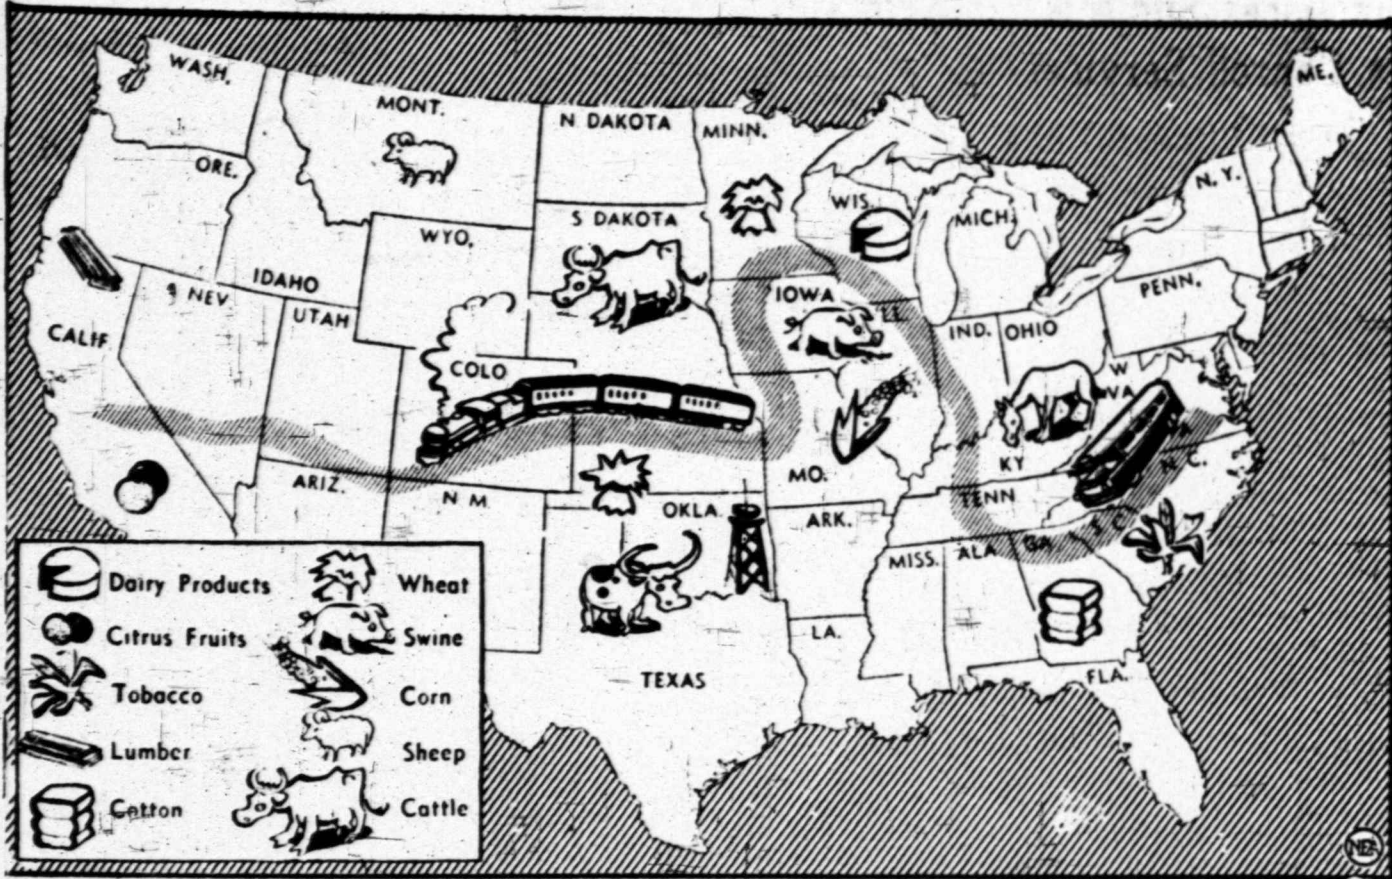 WASH.
MONT.
N DAKOTA
MINN.
ME.
ORE.
N. Y.
S DAKOTA
WIS.
MICH.
WYO.
IDAHO
NEV
UTAH
IOWA
PENN.
CALIF
COLO
ILL
IND.
OHIO
W
VA
VA
MO.
KY
N. C.
ARIZ.
N M
OKLA
ARK.
TENN
S C
MISS.
ALA
GA.
LA.
TEXAS
FLA.
Dairy Products
Citrus Fruits
Tobacco
Lumber
Cotton
Wheat
Swine
Corn
Sheep
Cattle
NEA